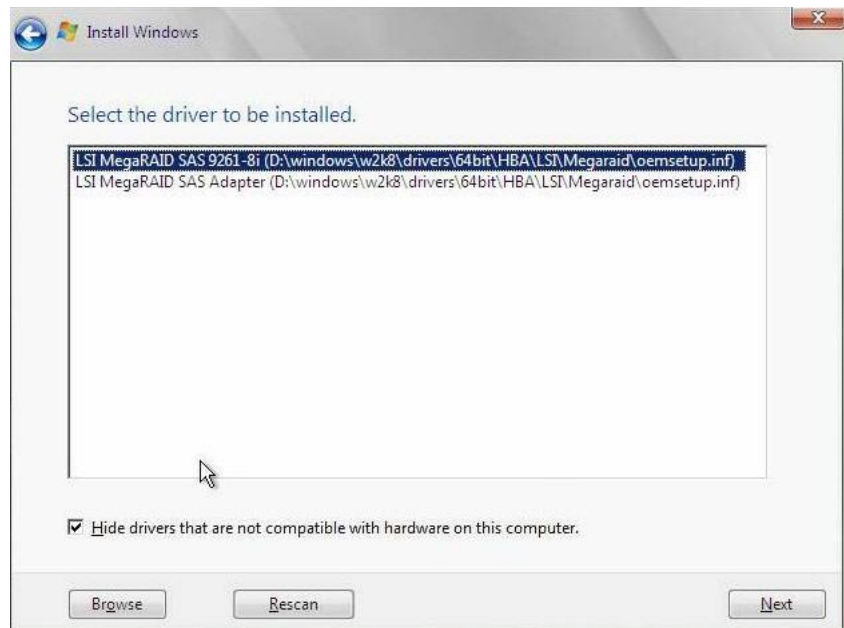 Install Windows
Select the driver to be installed.
LSI MegaRAID SAS 9261-8i (D:\windows\w2k8\drivers\64bit\HBA\LSI\Megaraid\oemsetup.inf)
LSI MegaRAID SAS Adapter (D:\windows\w2k8\drivers\64bit\HBA\LSI\Megaraid\oemsetup.inf)
Hide drivers that are not compatible with hardware on this computer.
Browse Rescan Next